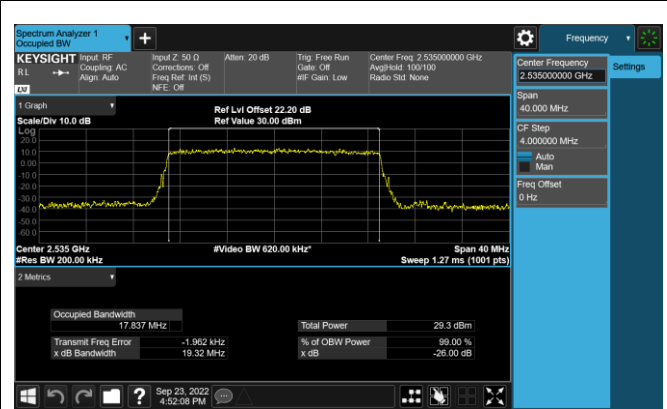 Spectrum Analyzer 1
Occupied BW
+
Frequency
KEYSIGHT
R L
LXI
Input: RF
Coupling: AC
Align: Auto
Input Z: 50 Ω
Corrections: Off
Freq Ref: Int (S)
NFE: Off
Atten: 20 dB
Trig: Free Run
Gate: Off
#IF Gain: Low
Center Freq: 2.535000000 GHz
Avg|Hold: 100/100
Radio Std: None
Center Frequency
2.535000000 GHz
Settings
Span
40.000 MHz
CF Step
4.000000 MHz
Auto
Man
Freq Offset
0 Hz
1 Graph
Scale/Div 10.0 dB
Ref Lvl Offset 22.20 dB
Ref Value 30.00 dBm
Log
20.0
10.0
0.00
-10.0
-20.0
-30.0
-40.0
-50.0
-60.0
Center 2.535 GHz
#Res BW 200.00 kHz
#Video BW 620.00 kHz*
Span 40 MHz
Sweep 1.27 ms (1001 pts)
2 Metrics
Occupied Bandwidth
17.837 MHz
Total Power 29.3 dBm
Transmit Freq Error -1.962 kHz
% of OBW Power 99.00 %
x dB Bandwidth 19.32 MHz
x dB -26.00 dB
?
Sep 23, 2022
4:52:08 PM